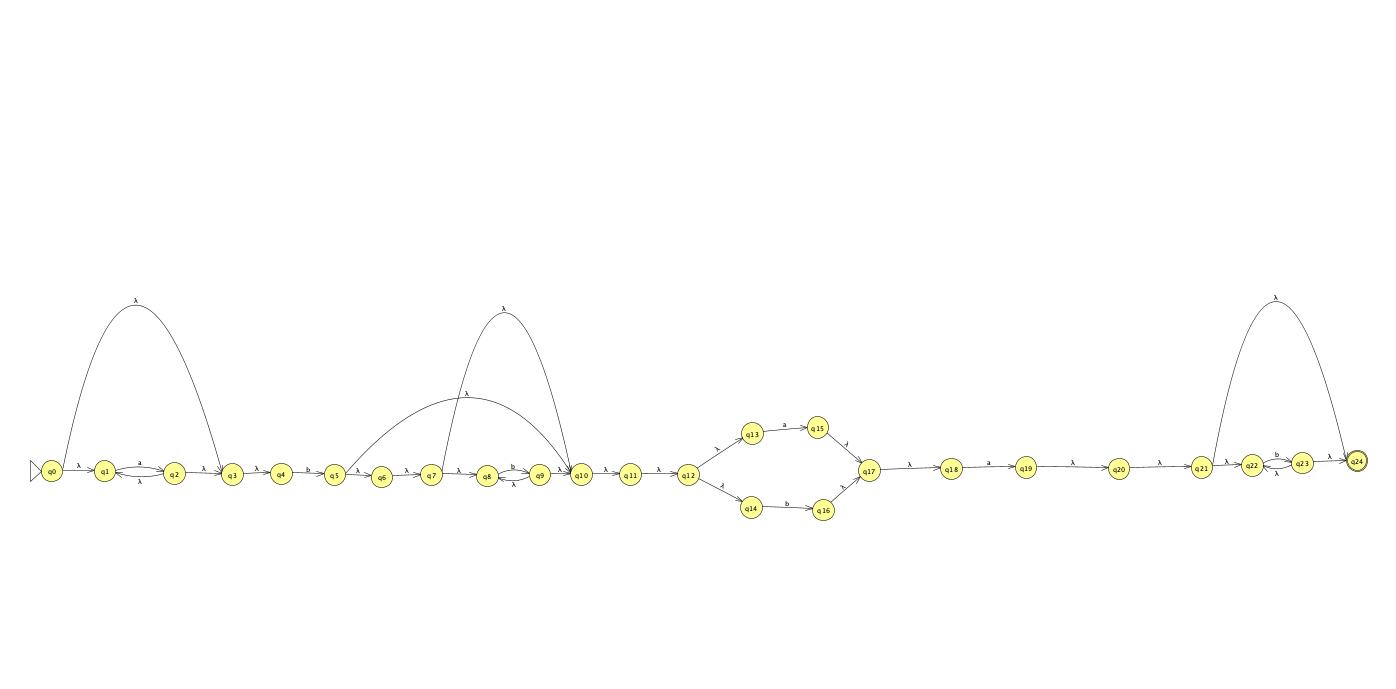 λ
λ
λ
λ
q0 λ q1 a λ q2 λ q3 λ q4 b q5 λ q6 λ q7 λ q8 b λ q9 λ q10 λ q11 λ q12
λ q13 a q15 λ
λ q14 b q16 λ
q17 λ q18 a q19 λ q20 λ q21 λ q22 b λ q23 λ q24